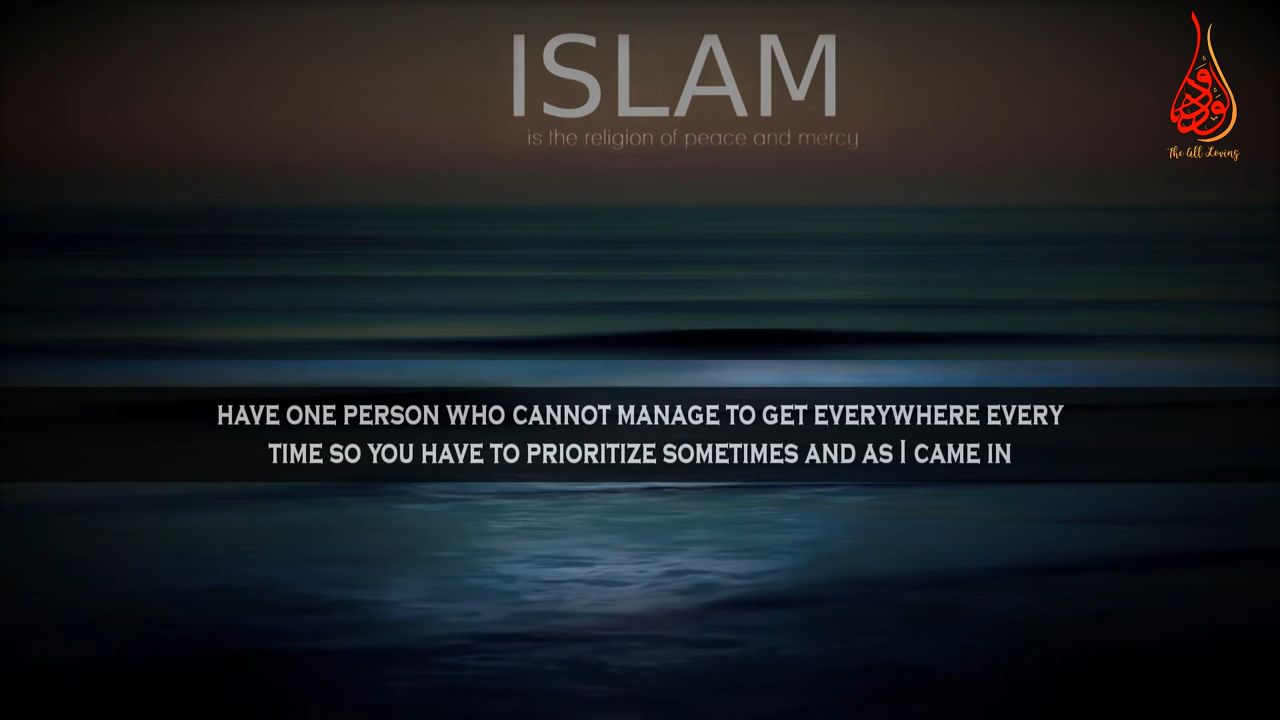 ISLAM
is the religion of peace and mercy
الودود
The All Loving
HAVE ONE PERSON WHO CANNOT MANAGE TO GET EVERYWHERE EVERY
TIME SO YOU HAVE TO PRIORITIZE SOMETIMES AND AS I CAME IN